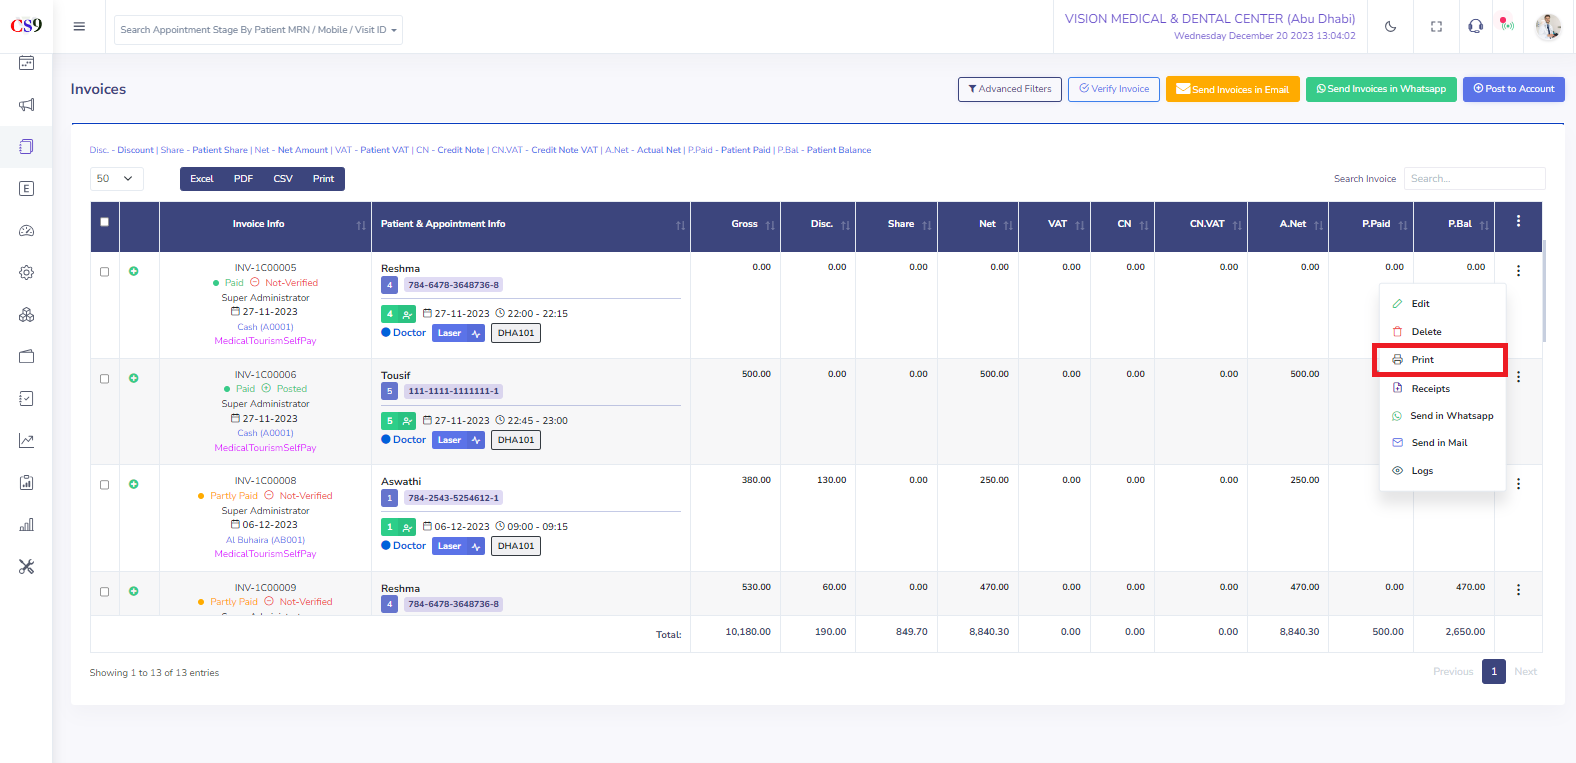 CS9
Search Appointment Stage By Patient MRN / Mobile / Visit ID
VISION MEDICAL & DENTAL CENTER (Abu Dhabi)
Wednesday December 20 2023 13:04:02
Invoices
Advanced Filters
Verify Invoice
Send Invoices in Email
Send Invoices in Whatsapp
Post to Account
Disc. - Discount | Share - Patient Share | Net - Net Amount | VAT - Patient VAT | CN - Credit Note | CN.VAT - Credit Note VAT | A.Net - Actual Net | P.Paid - Patient Paid | P.Bal - Patient Balance
50
Excel PDF CSV Print
Search Invoice Search...
Invoice Info Patient & Appointment Info Gross Disc. Share Net VAT CN CN.VAT A.Net P.Paid P.Bal
INV-1C00005
Paid Not-Verified
Super Administrator
27-11-2023
Cash (A0001)
MedicalTourismSelfPay
Reshma
4 784-6478-3648736-8
4 27-11-2023 22:00 - 22:15
Doctor Laser DHA101
0.00 0.00 0.00 0.00 0.00 0.00 0.00 0.00 0.00 0.00
Edit
Delete
Print
Receipts
Send in Whatsapp
Send in Mail
Logs
INV-1C00006
Paid Posted
Super Administrator
27-11-2023
Cash (A0001)
MedicalTourismSelfPay
Tousif
5 111-1111-1111111-1
5 27-11-2023 22:45 - 23:00
Doctor Laser DHA101
500.00 0.00 0.00 500.00 0.00 0.00 0.00 500.00
INV-1C00008
Partly Paid Not-Verified
Super Administrator
06-12-2023
Al Buhaira (AB001)
MedicalTourismSelfPay
Aswathi
1 784-2543-5254612-1
1 06-12-2023 09:00 - 09:15
Doctor Laser DHA101
380.00 130.00 0.00 250.00 0.00 0.00 0.00 250.00
INV-1C00009
Partly Paid Not-Verified
Reshma
4 784-6478-3648736-8
530.00 60.00 0.00 470.00 0.00 0.00 0.00 470.00 0.00 470.00
Total: 10,180.00 190.00 849.70 8,840.30 0.00 0.00 0.00 8,840.30 500.00 2,650.00
Showing 1 to 13 of 13 entries
Previous 1 Next
E